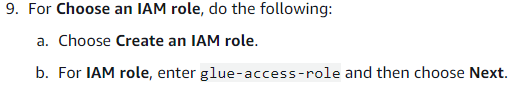 9. For Choose an IAM role, do the following:
a. Choose Create an IAM role.
b. For IAM role, enter glue-access-role and then choose Next.